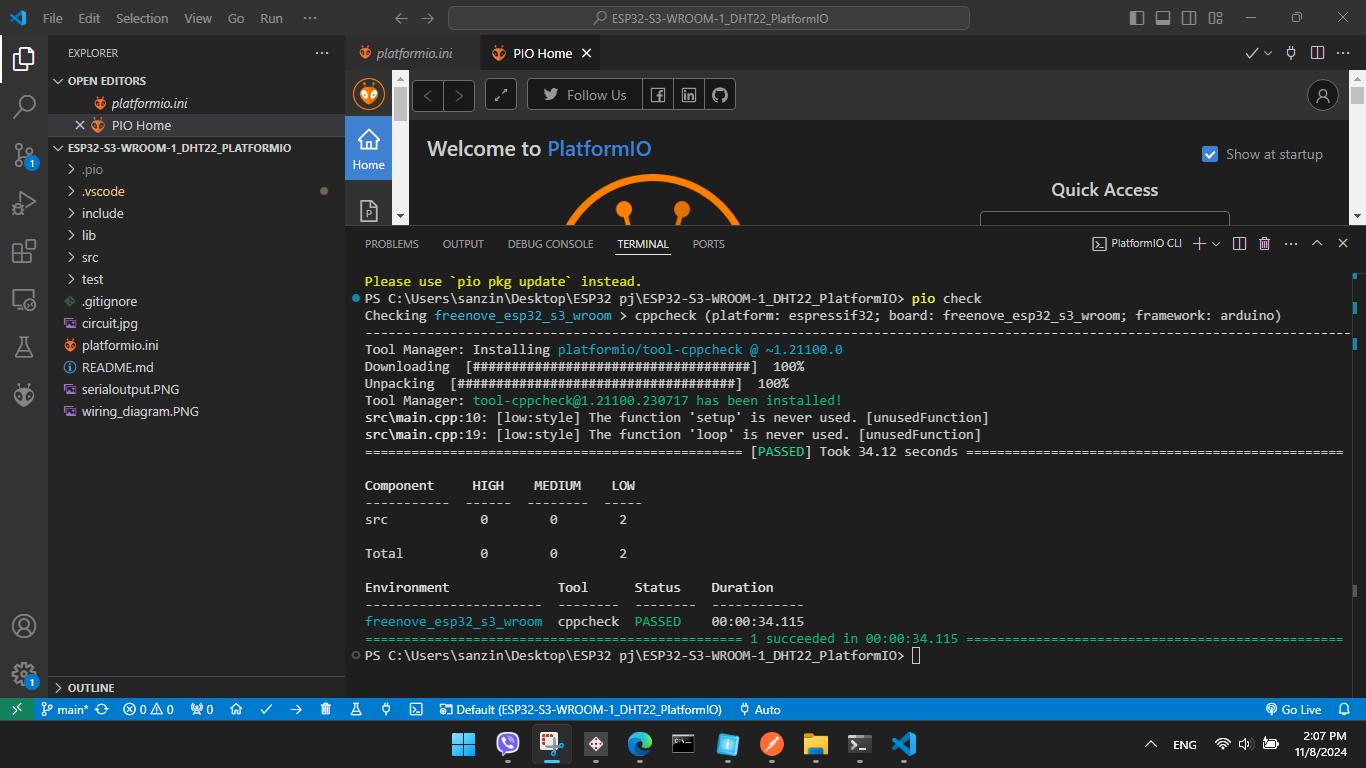 File Edit Selection View Go Run ···
ESP32-S3-WROOM-1_DHT22_PlatformIO
EXPLORER
OPEN EDITORS
platformio.ini
PIO Home
ESP32-S3-WROOM-1_DHT22_PLATFORMIO
.pio
.vscode
include
lib
src
test
.gitignore
circuit.jpg
platformio.ini
README.md
serialoutput.PNG
wiring_diagram.PNG
OUTLINE
1
1
platformio.ini PIO Home
Follow Us
Home
Welcome to PlatformIO
Show at startup
Quick Access
PROBLEMS OUTPUT DEBUG CONSOLE TERMINAL PORTS
PlatformIO CLI
Please use `pio pkg update` instead.
PS C:\Users\sanzin\Desktop\ESP32 pj\ESP32-S3-WROOM-1_DHT22_PlatformIO> pio check
Checking freenove_esp32_s3_wroom > cppcheck (platform: espressif32; board: freenove_esp32_s3_wroom; framework: arduino)
--------------------------------------------------------------------------------------------------------------------------------
Tool Manager: Installing platformio/tool-cppcheck @ ~1.21100.0
Downloading [####################################] 100%
Unpacking [####################################] 100%
Tool Manager: tool-cppcheck@1.21100.230717 has been installed!
src\main.cpp:10: [low:style] The function 'setup' is never used. [unusedFunction]
src\main.cpp:19: [low:style] The function 'loop' is never used. [unusedFunction]
================================================= [PASSED] Took 34.12 seconds =================================================
Component HIGH MEDIUM LOW
----------- ------ -------- -----
src 0 0 2
Total 0 0 2
Environment Tool Status Duration
----------------------- -------- -------- ------------
freenove_esp32_s3_wroom cppcheck PASSED 00:00:34.115
================================================= 1 succeeded in 00:00:34.115 =================================================
PS C:\Users\sanzin\Desktop\ESP32 pj\ESP32-S3-WROOM-1_DHT22_PlatformIO>
main* 0 0 0 Default (ESP32-S3-WROOM-1_DHT22_PlatformIO) Auto Go Live
ENG
2:07 PM
11/8/2024